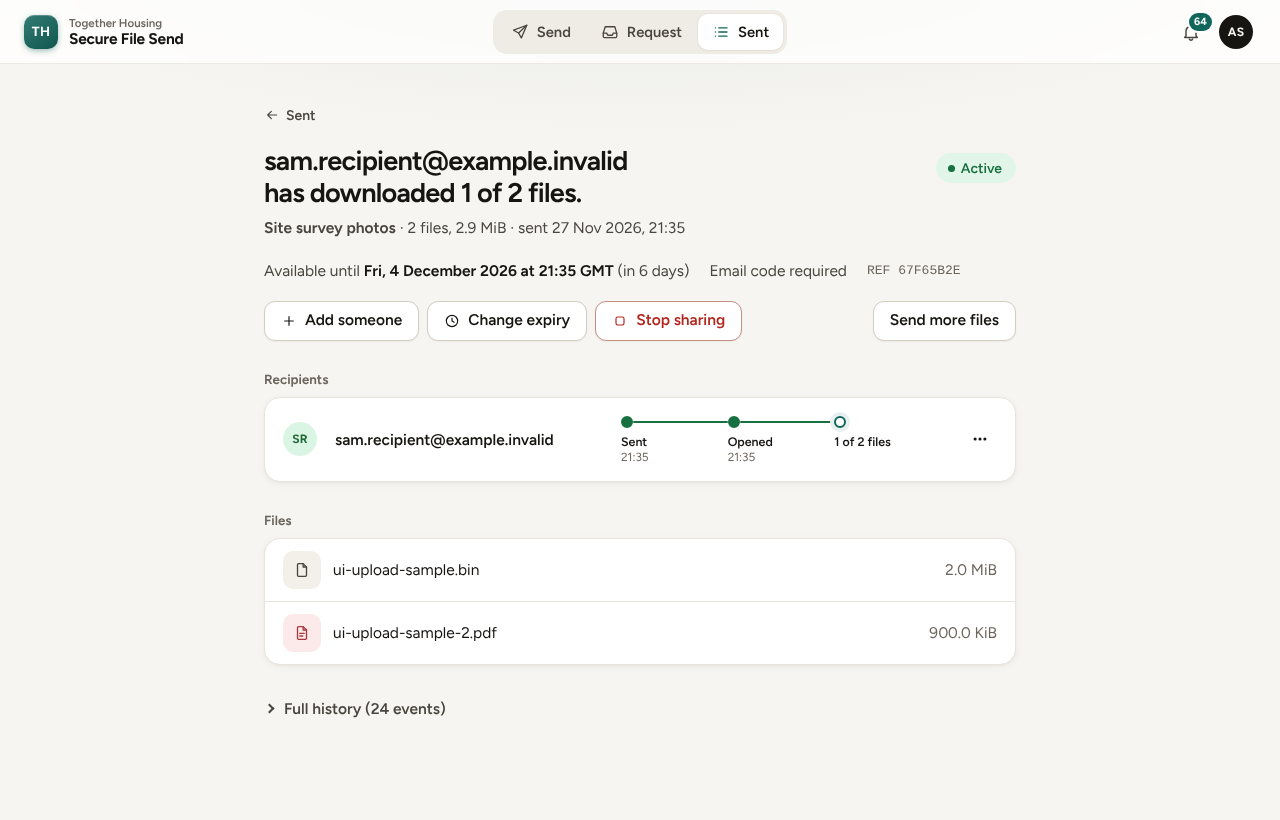 TH
Together Housing
Secure File Send
Send
Request
Sent
64
AS
Sent
sam.recipient@example.invalid
has downloaded 1 of 2 files.
Active
Site survey photos · 2 files, 2.9 MiB · sent 27 Nov 2026, 21:35
Available until Fri, 4 December 2026 at 21:35 GMT (in 6 days)
Email code required
REF 67F65B2E
Add someone
Change expiry
Stop sharing
Send more files
Recipients
SR
sam.recipient@example.invalid
Sent
21:35
Opened
21:35
1 of 2 files
Files
ui-upload-sample.bin
2.0 MiB
ui-upload-sample-2.pdf
900.0 KiB
Full history (24 events)